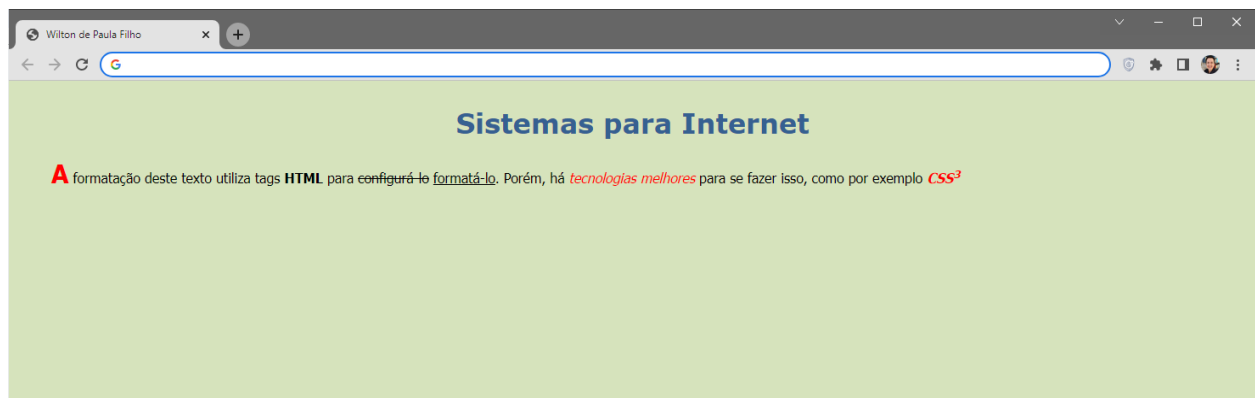 Wilton de Paula Filho
Sistemas para Internet
A formatação deste texto utiliza tags HTML para configurá-lo formatá-lo. Porém, há tecnologias melhores para se fazer isso, como por exemplo CSS3